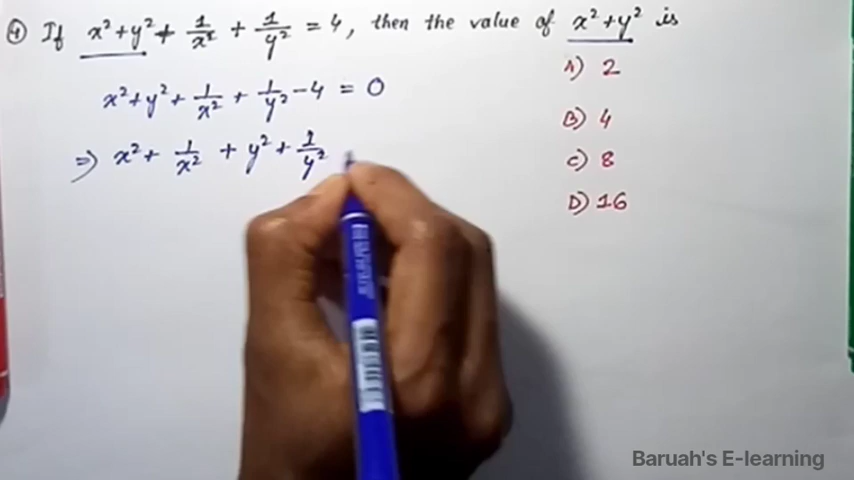 ④ If x² + y² + 1/x² + 1/y² = 4, then the value of x² + y² is
A) 2
x² + y² + 1/x² + 1/y² - 4 = 0
B) 4
⇒ x² + 1/x² + y² + 1/y²
C) 8
D) 16
Baruah's E-learning